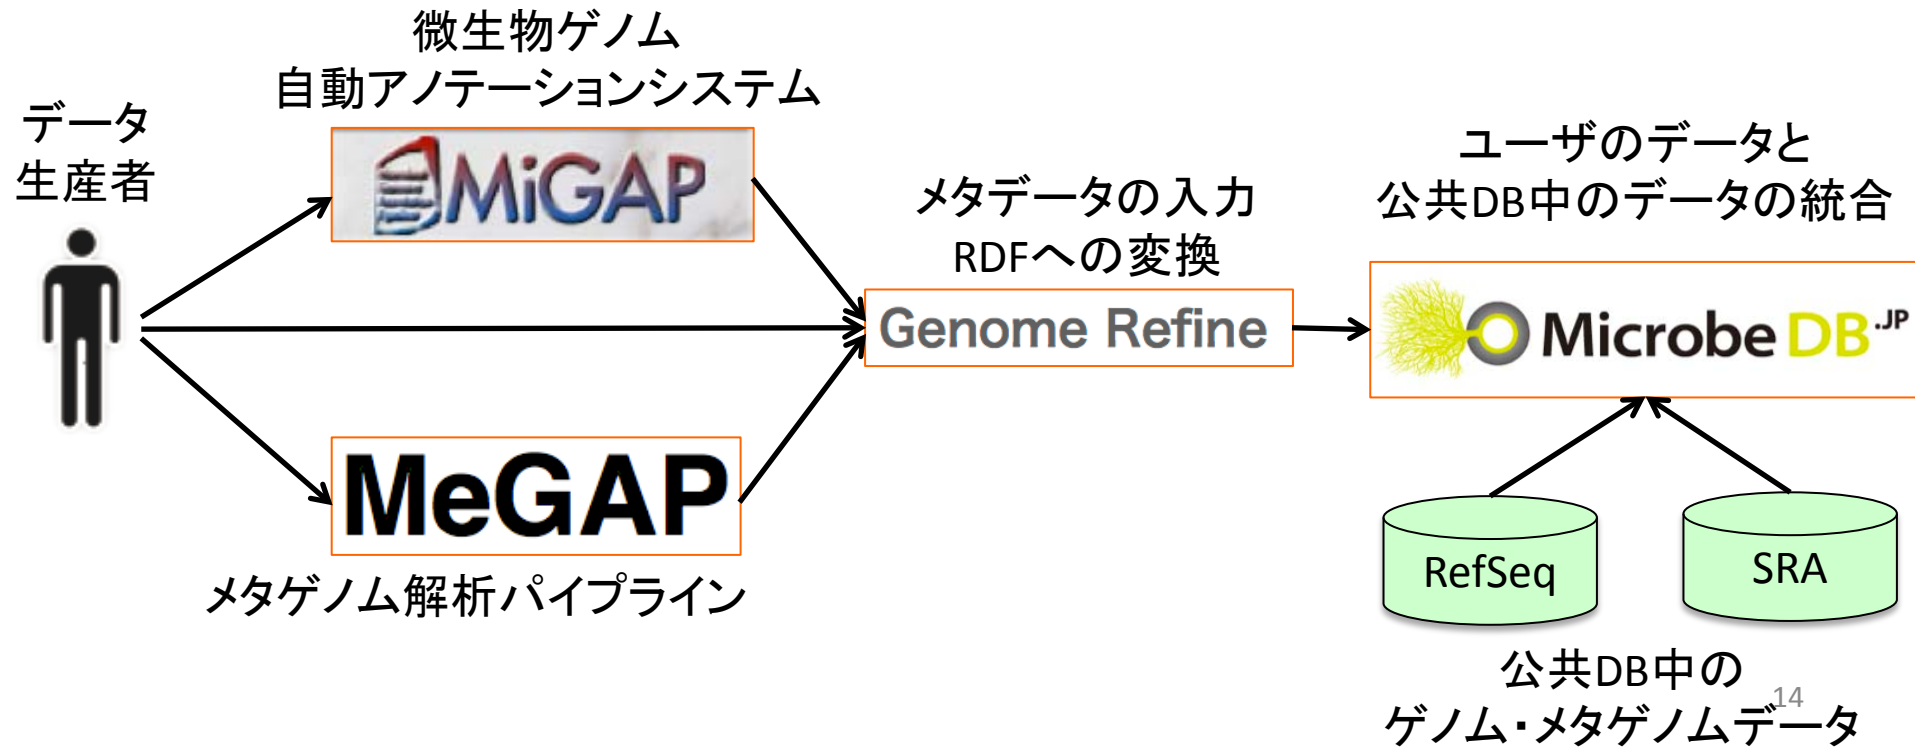 微生物ゲノム
自動アノテーションシステム
データ
生産者
MiGAP
メタデータの入力
RDFへの変換
Genome Refine
ユーザのデータと
公共DB中のデータの統合
Microbe DB.JP
MeGAP
メタゲノム解析パイプライン
RefSeq
SRA
公共DB中の
ゲノム・メタゲノムデータ
14